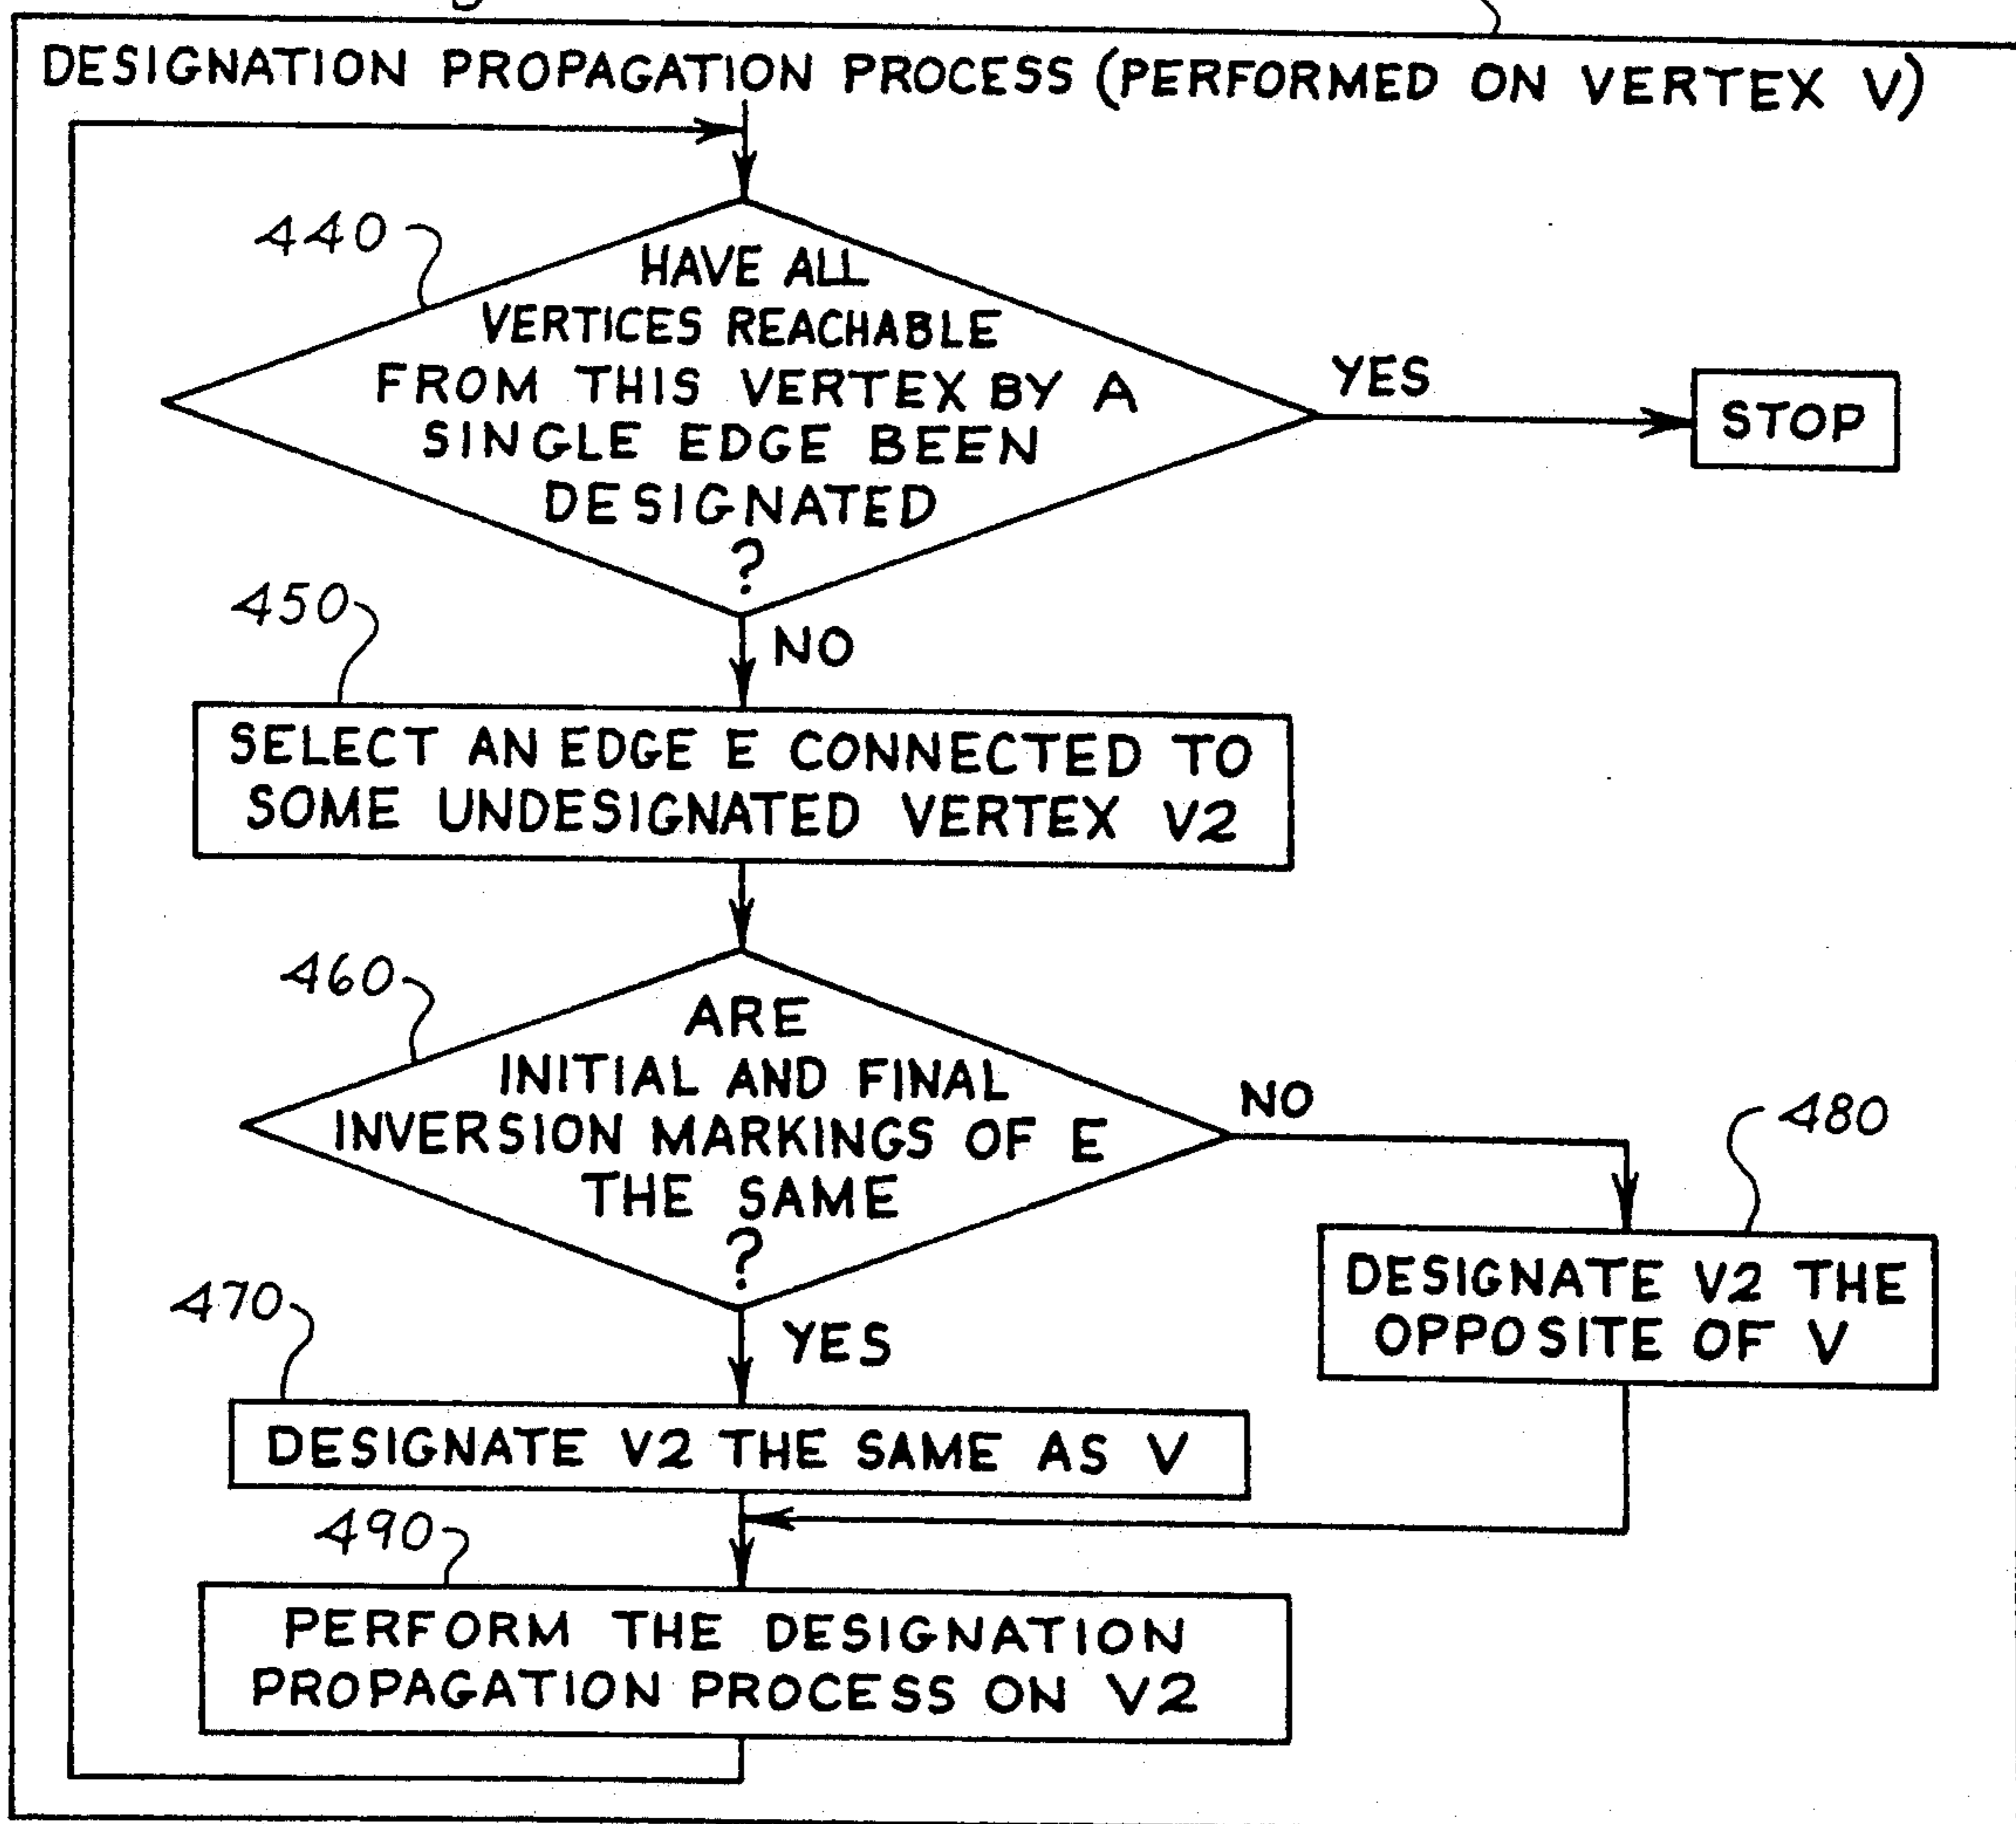 DESIGNATION PROPAGATION PROCESS (PERFORMED ON VERTEX V)
440
HAVE ALL
VERTICES REACHABLE
FROM THIS VERTEX BY A
SINGLE EDGE BEEN
DESIGNATED
?
YES
STOP
450
NO
SELECT AN EDGE E CONNECTED TO
SOME UNDESIGNATED VERTEX V2
460
ARE
INITIAL AND FINAL
INVERSION MARKINGS OF E
THE SAME
?
NO
480
DESIGNATE V2 THE
OPPOSITE OF V
470
YES
DESIGNATE V2 THE SAME AS V
490
PERFORM THE DESIGNATION
PROPAGATION PROCESS ON V2